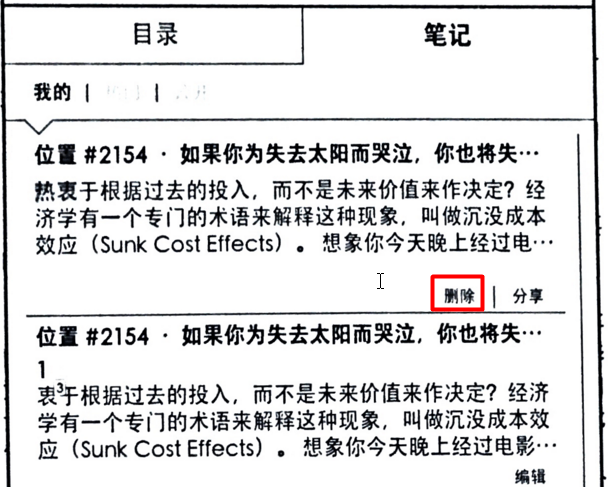 目录
笔记
我的 |
|
位置 #2154 · 如果你为失去太阳而哭泣，你也将失…
热衷于根据过去的投入，而不是未来价值来作决定？经
济学有一个专门的术语来解释这种现象，叫做沉没成本
效应（Sunk Cost Effects）。想象你今天晚上经过电…
删除 | 分享
位置 #2154 · 如果你为失去太阳而哭泣，你也将失…
1
衷³于根据过去的投入，而不是未来价值来作决定？经济
学有一个专门的术语来解释这种现象，叫做沉没成本效
应（Sunk Cost Effects）。想象你今天晚上经过电影…
编辑